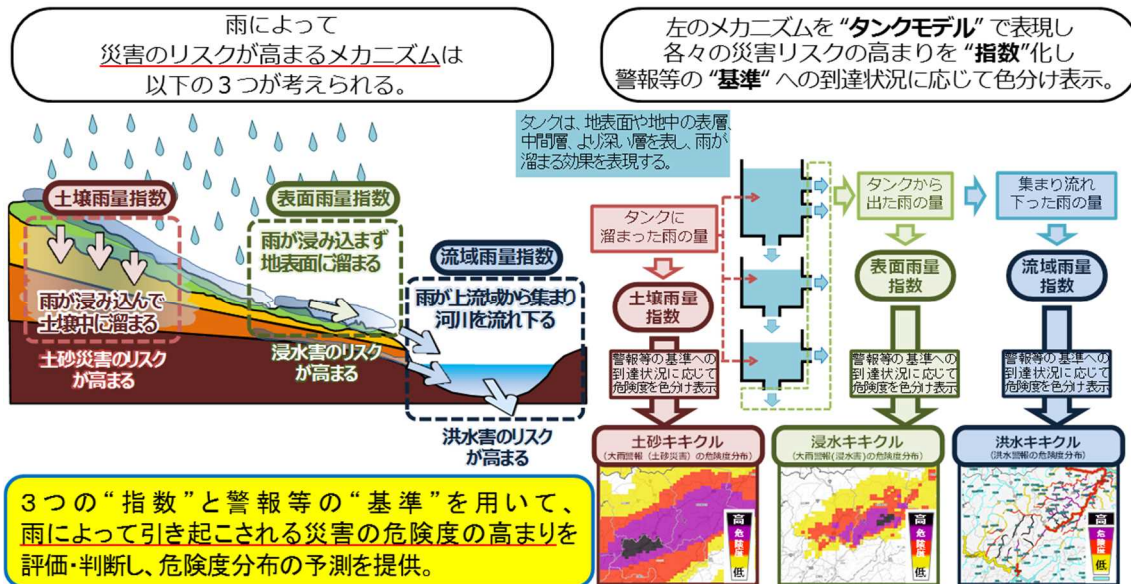 雨によって
災害のリスクが高まるメカニズムは
以下の３つが考えられる。
左のメカニズムを“タンクモデル”で表現し
各々の災害リスクの高まりを“指数”化し
警報等の“基準“への到達状況に応じて色分け表示。
土壌雨量指数
雨が浸み込んで
土壌中に溜まる
土砂災害のリスク
が高まる
表面雨量指数
雨が浸み込まず
地表面に溜まる
浸水害のリスク
が高まる
流域雨量指数
雨が上流域から集まり
河川を流れ下る
洪水害のリスク
が高まる
３つの“指数”と警報等の“基準”を用いて、
雨によって引き起こされる災害の危険度の高まりを
評価・判断し、危険度分布の予測を提供。
タンクは、地表面や地中の表層、
中間層、より深い層を表し、雨が
溜まる効果を表現する。
タンクに
溜まった雨の量
タンクから
出た雨の量
集まり流れ
下った雨の量
土壌雨量
指数
表面雨量
指数
流域雨量
指数
警報等の基準への
到達状況に応じて
危険度を色分け表示
警報等の基準への
到達状況に応じて
危険度を色分け表示
警報等の基準への
到達状況に応じて
危険度を色分け表示
土砂キキクル
（大雨警報（土砂災害）の危険度分布）
高
危険度
低
浸水キキクル
（大雨警報(浸水害)の危険度分布）
高
危険度
低
洪水キキクル
（洪水警報の危険度分布）
高
危険度
低